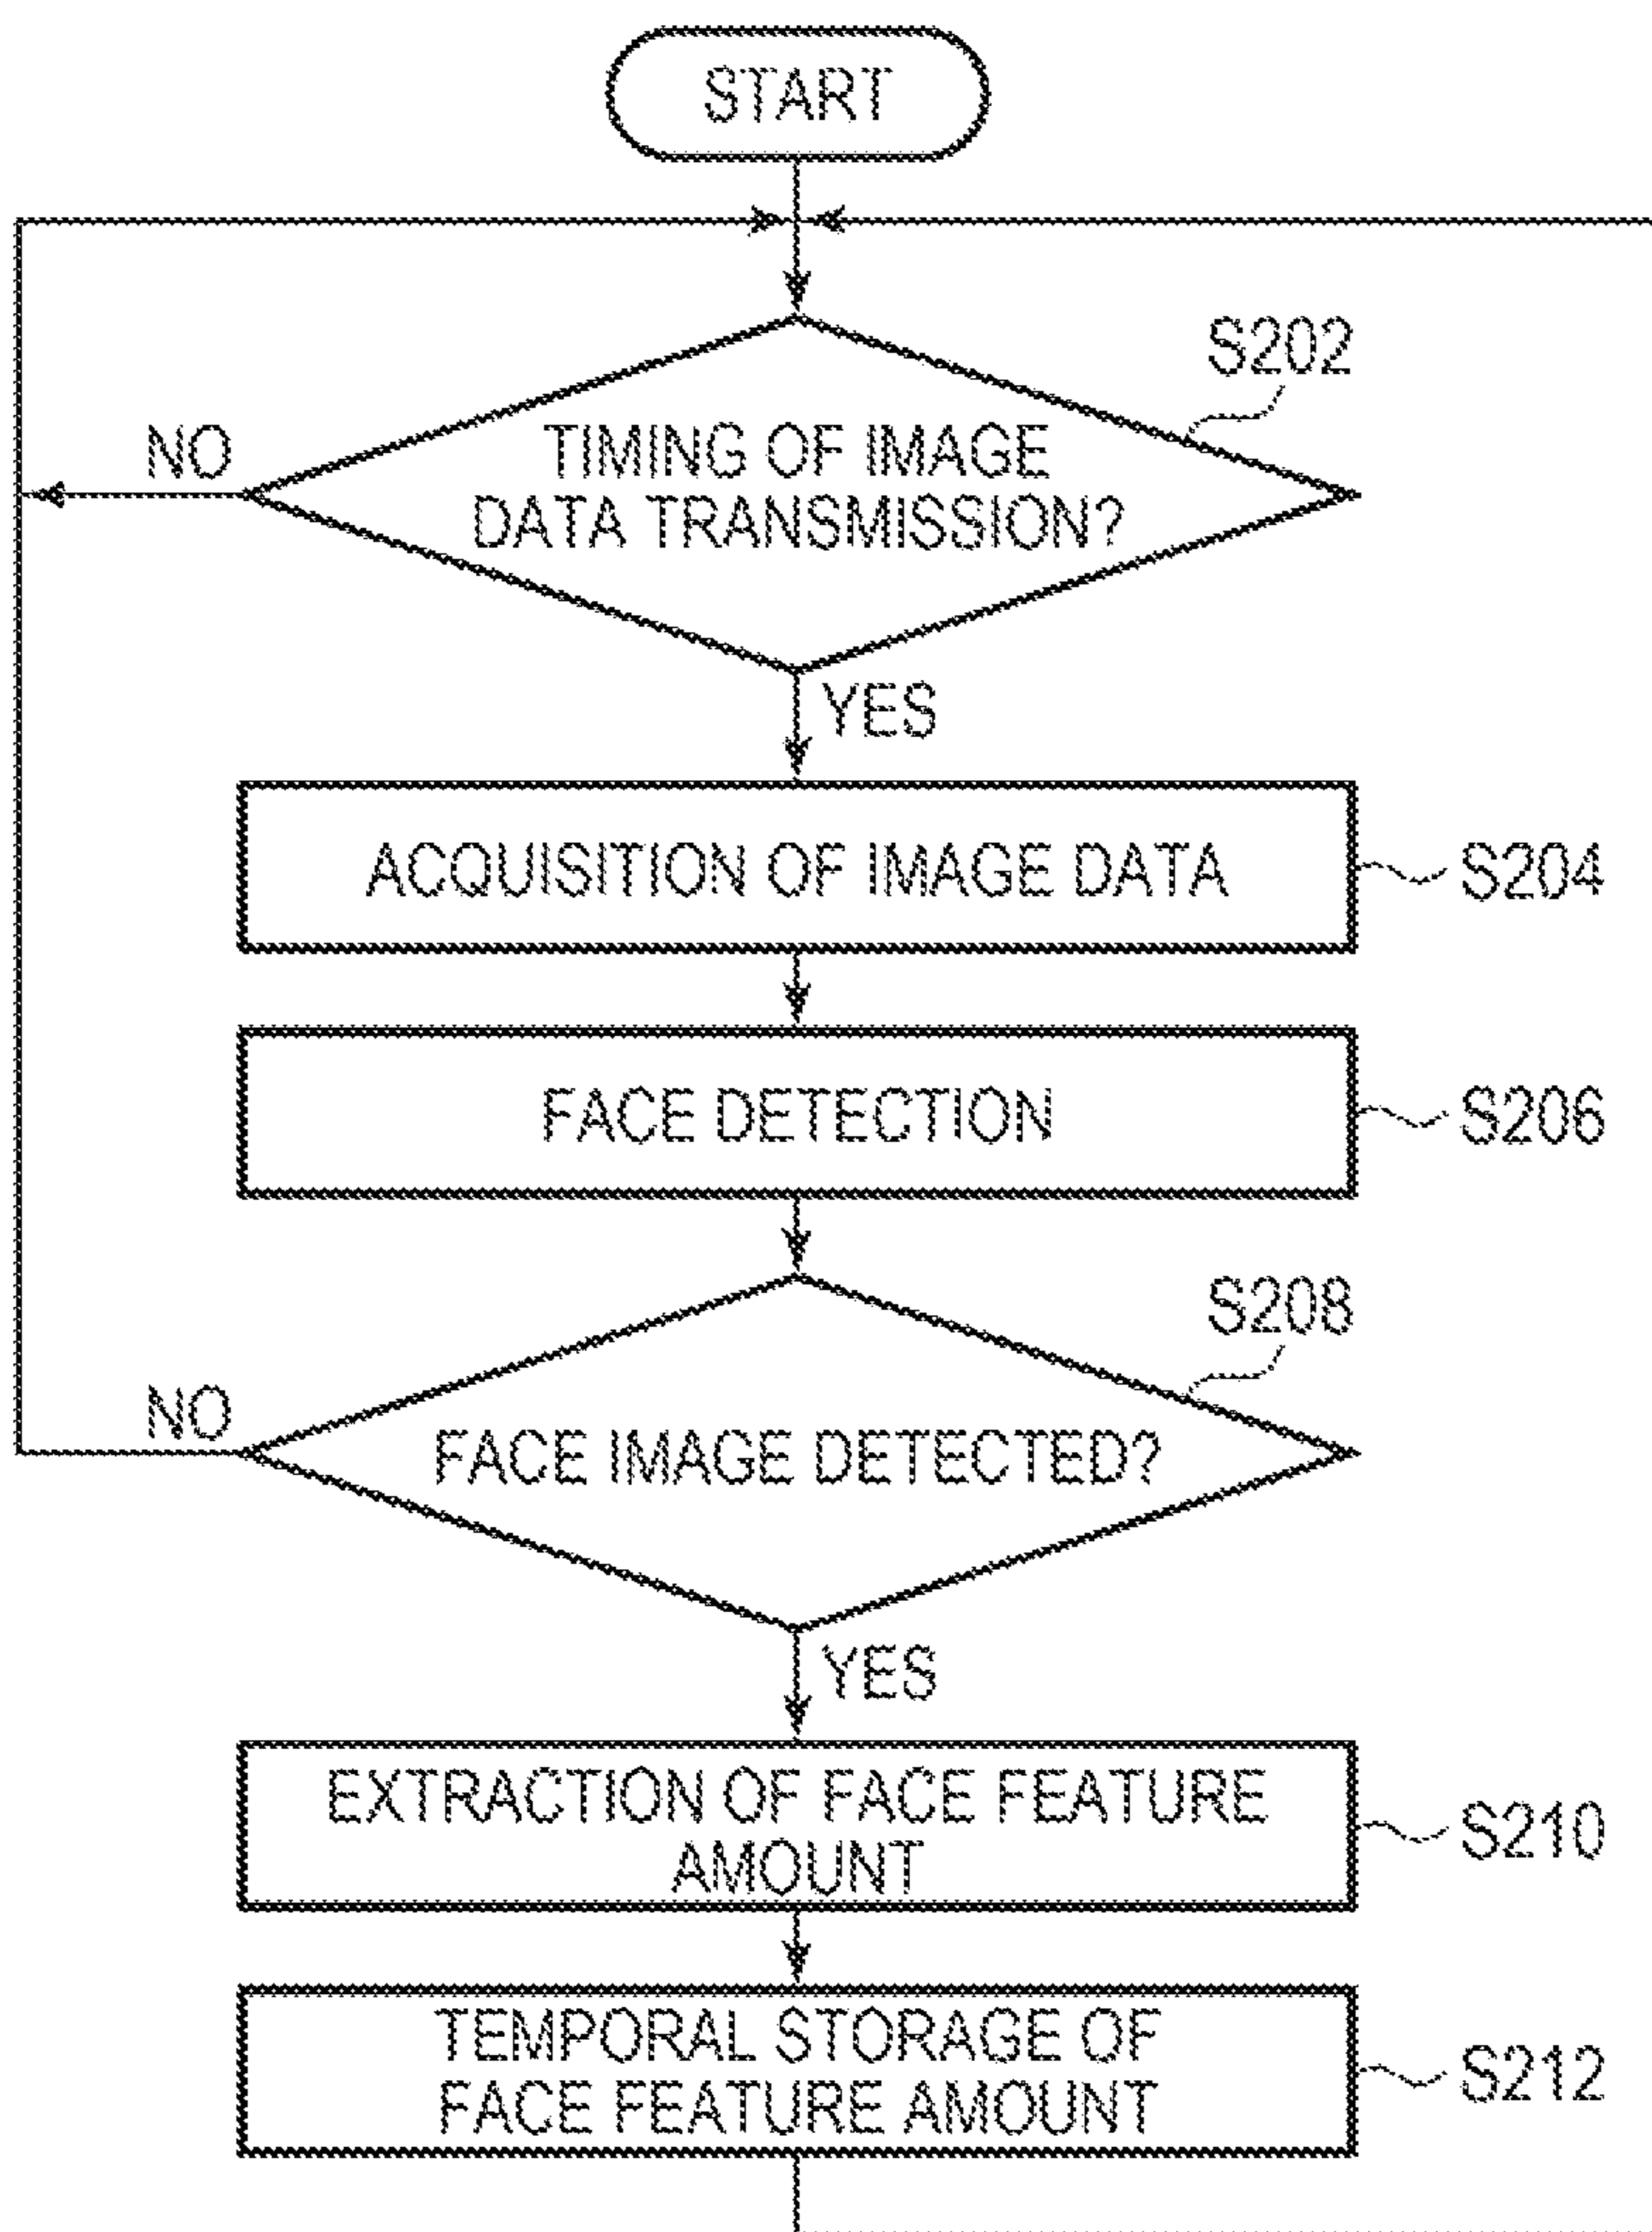 START
S202
NO
TIMING OF IMAGE
DATA TRANSMISSION?
YES
ACQUISITION OF IMAGE DATA
S204
FACE DETECTION
S206
S208
NO
FACE IMAGE DETECTED?
YES
EXTRACTION OF FACE FEATURE
AMOUNT
S210
TEMPORAL STORAGE OF
FACE FEATURE AMOUNT
S212